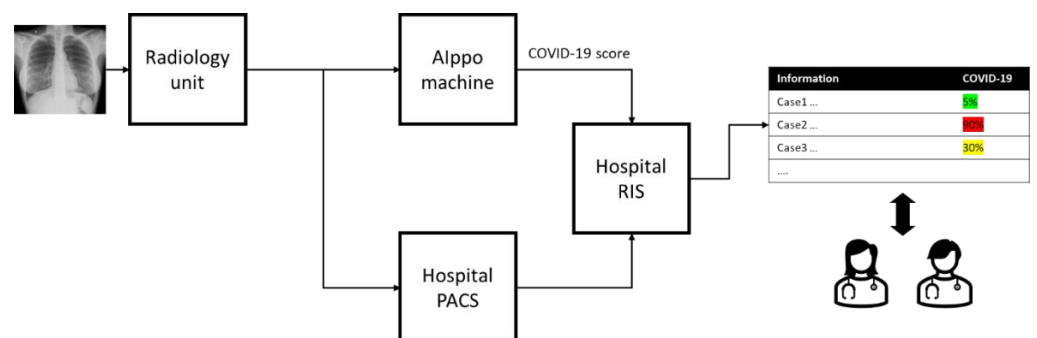 Radiology
unit
AIppo
machine
COVID-19 score
Hospital
RIS
Hospital
PACS
Information COVID-19
Case1 ... 5%
Case2 ... 90%
Case3 ... 30%
....